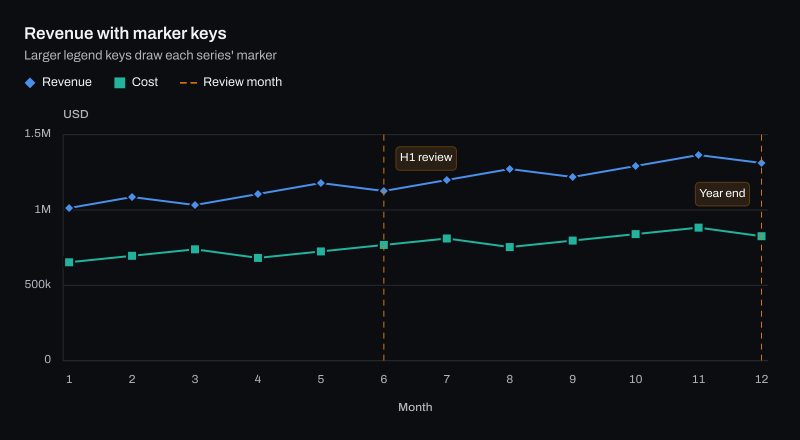 Revenue with marker keys
Larger legend keys draw each series' marker
Revenue Cost Review month
USD
1.5M
H1 review
Year end
1M
500k
0
1 2 3 4 5 6 7 8 9 10 11 12
Month